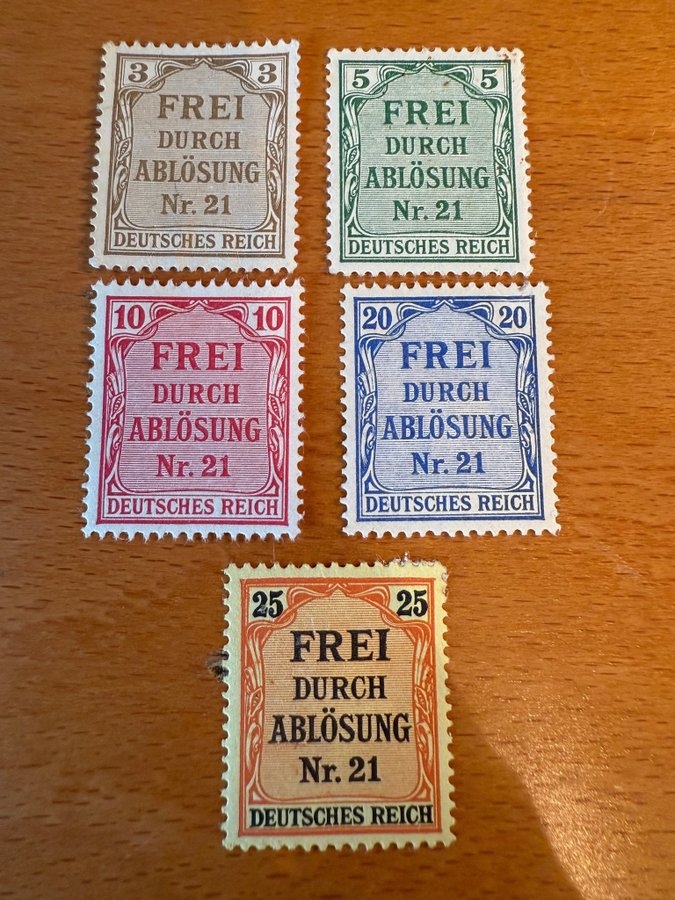 3 3
FREI
DURCH
ABLÖSUNG
Nr. 21
DEUTSCHES REICH
5 5
FREI
DURCH
ABLÖSUNG
Nr. 21
DEUTSCHES REICH
10 10
FREI
DURCH
ABLÖSUNG
Nr. 21
DEUTSCHES REICH
20 20
FREI
DURCH
ABLÖSUNG
Nr. 21
DEUTSCHES REICH
25 25
FREI
DURCH
ABLÖSUNG
Nr. 21
DEUTSCHES REICH